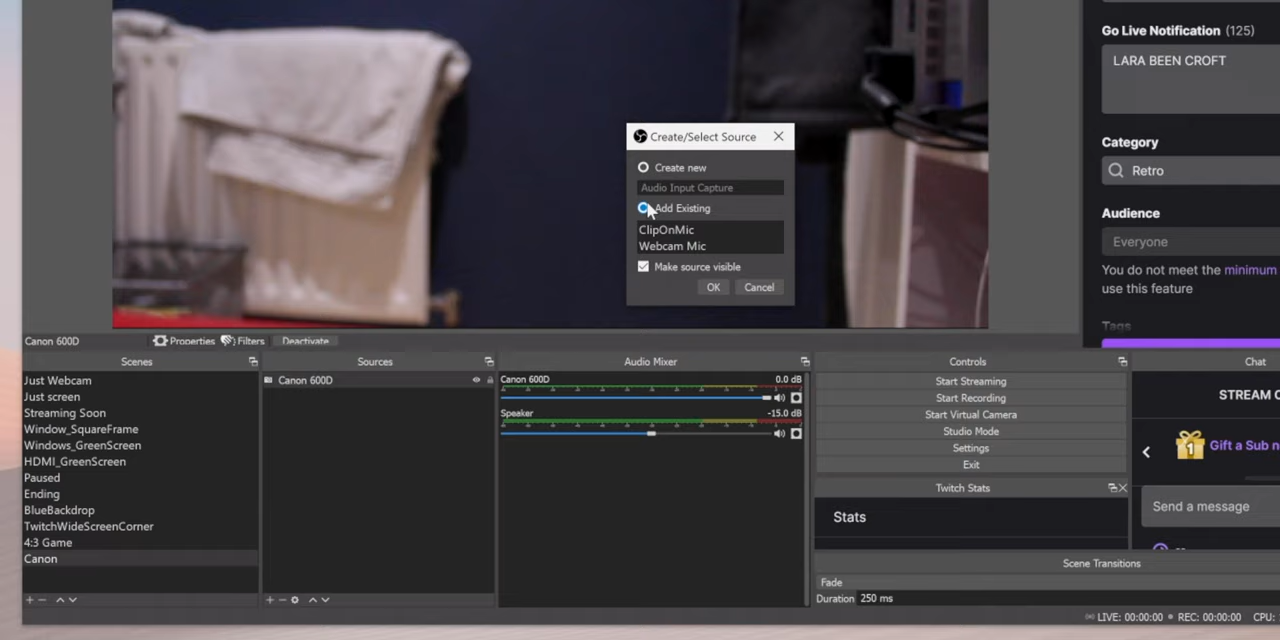 Create/Select Source
Create new
Audio Input Capture
Add Existing
ClipOnMic
Webcam Mic
Make source visible
OK
Cancel
Go Live Notification (125)
LARA BEEN CROFT
Category
Retro
Audience
Everyone
You do not meet the minimum
use this feature
Tags
Canon 600D
Properties
Filters
Deactivate
Scenes
Just Webcam
Just screen
Streaming Soon
Window_SquareFrame
Windows_GreenScreen
HDMI_GreenScreen
Paused
Ending
BlueBackdrop
TwitchWideScreenCorner
4:3 Game
Canon
Sources
Canon 600D
Audio Mixer
Canon 600D 0.0 dB
Speaker -15.0 dB
Controls
Start Streaming
Start Recording
Start Virtual Camera
Studio Mode
Settings
Exit
Twitch Stats
Stats
Chat
STREAM C
1 Gift a Sub n
Send a message
Scene Transitions
Fade
Duration 250 ms
LIVE: 00:00:00 REC: 00:00:00 CPU: